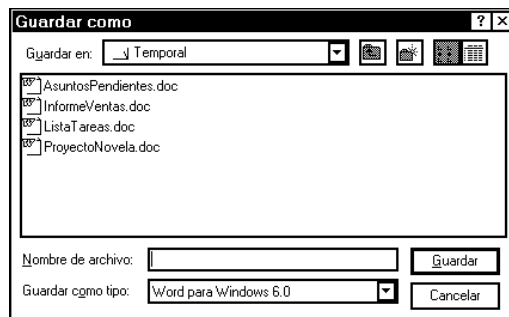 Guardar como
Guardar en: Temporal
AsuntosPendientes.doc
InformeVentas.doc
ListaTareas.doc
ProyectoNovela.doc
Nombre de archivo: Guardar
Guardar como tipo: Word para Windows 6.0 Cancelar